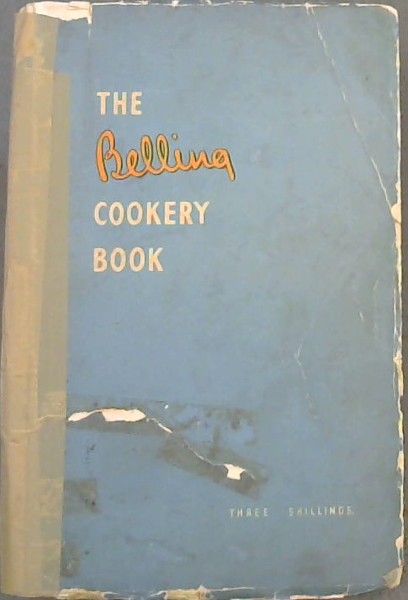 THE
Belling
COOKERY
BOOK
THREE SHILLINGS